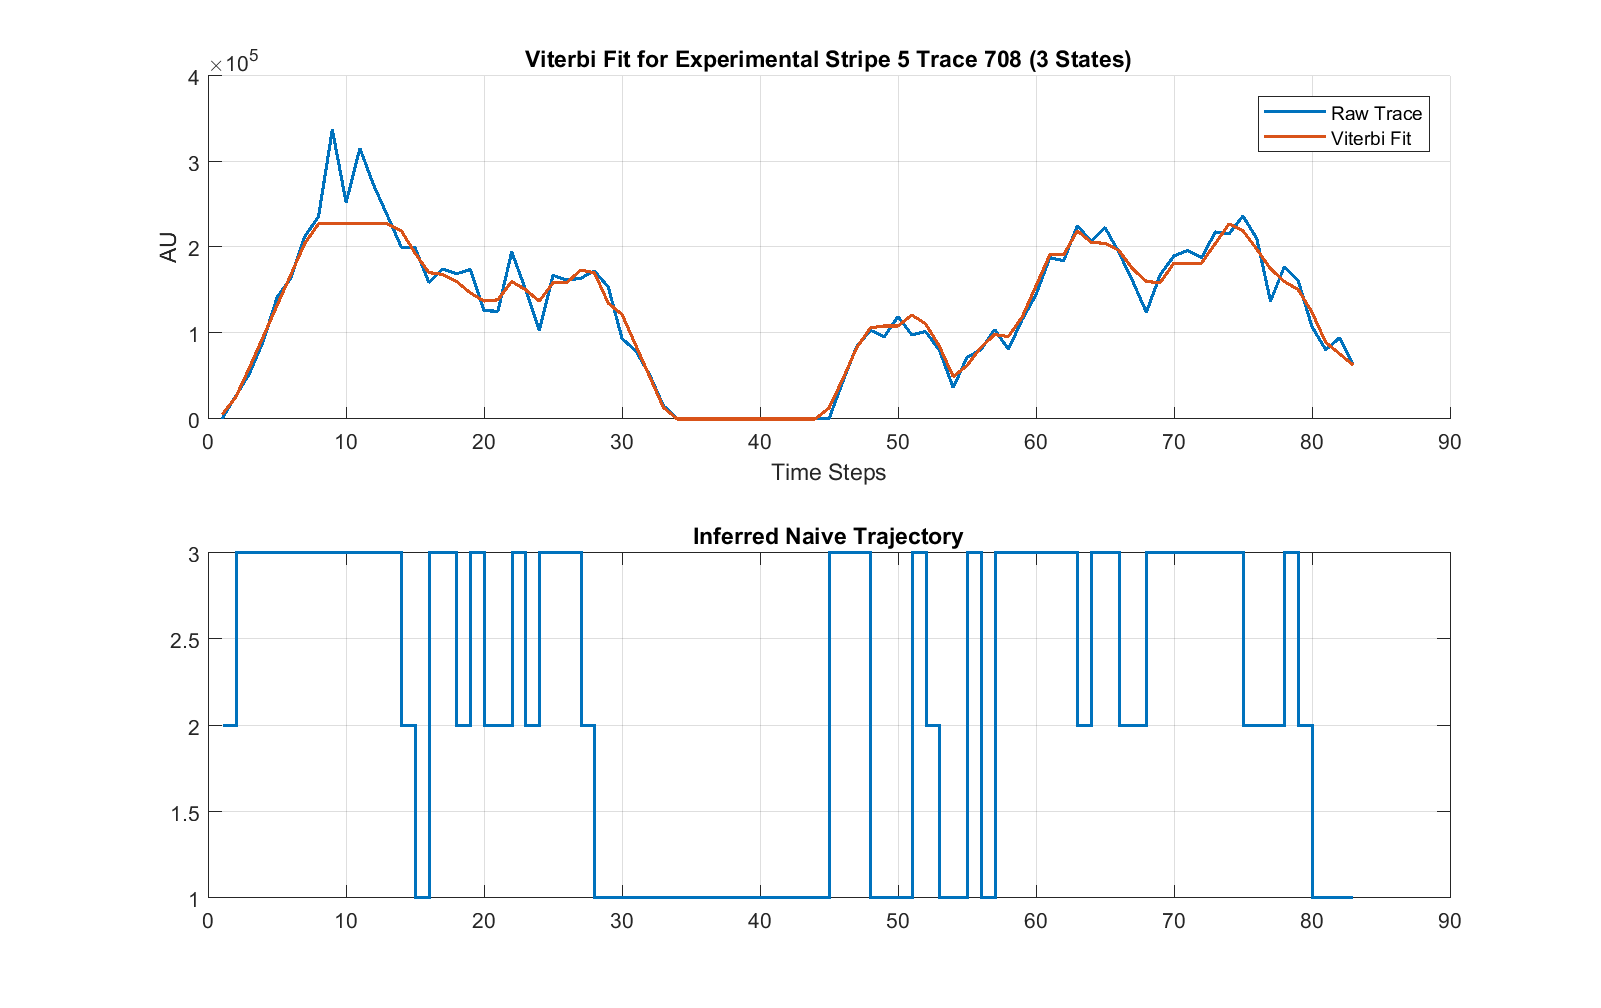 Viterbi Fit for Experimental Stripe 5 Trace 708 (3 States)
×10^5
4
3
2
1
0
AU
Raw Trace
Viterbi Fit
0 10 20 30 40 50 60 70 80 90
Time Steps
Inferred Naive Trajectory
3
2.5
2
1.5
1
0 10 20 30 40 50 60 70 80 90